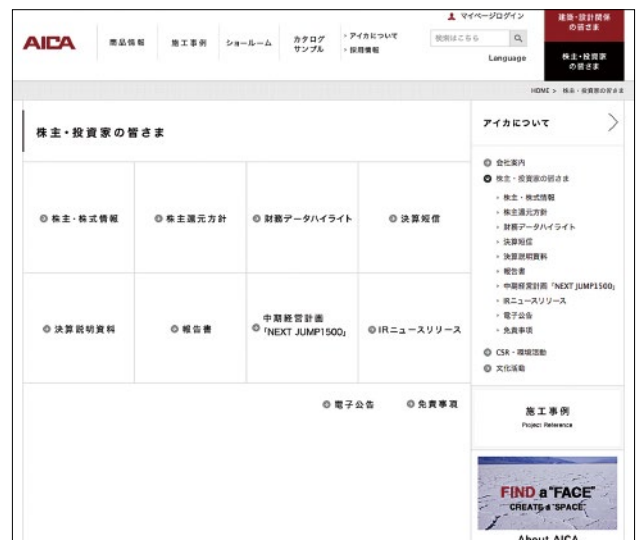 マイページログイン
建築・設計関係
の皆さま
AICA
商品情報
施工事例
ショールーム
カタログ
サンプル
アイカについて
採用情報
検索はこちら
Language
株主・投資家
の皆さま
HOME > 株主・投資家の皆さま
株主・投資家の皆さま
株主・株式情報
株主還元方針
財務データハイライト
決算短信
決算説明資料
報告書
中期経営計画
「NEXT JUMP1500」
IRニュースリリース
電子公告
免責事項
アイカについて
会社案内
株主・投資家の皆さま
株主・株式情報
株主還元方針
財務データハイライト
決算短信
決算説明資料
報告書
中期経営計画「NEXT JUMP1500」
IRニュースリリース
電子公告
免責事項
CSR・環境活動
文化活動
施工事例
Project Reference
FIND a "FACE"
CREATE a "SPACE"
About AICA